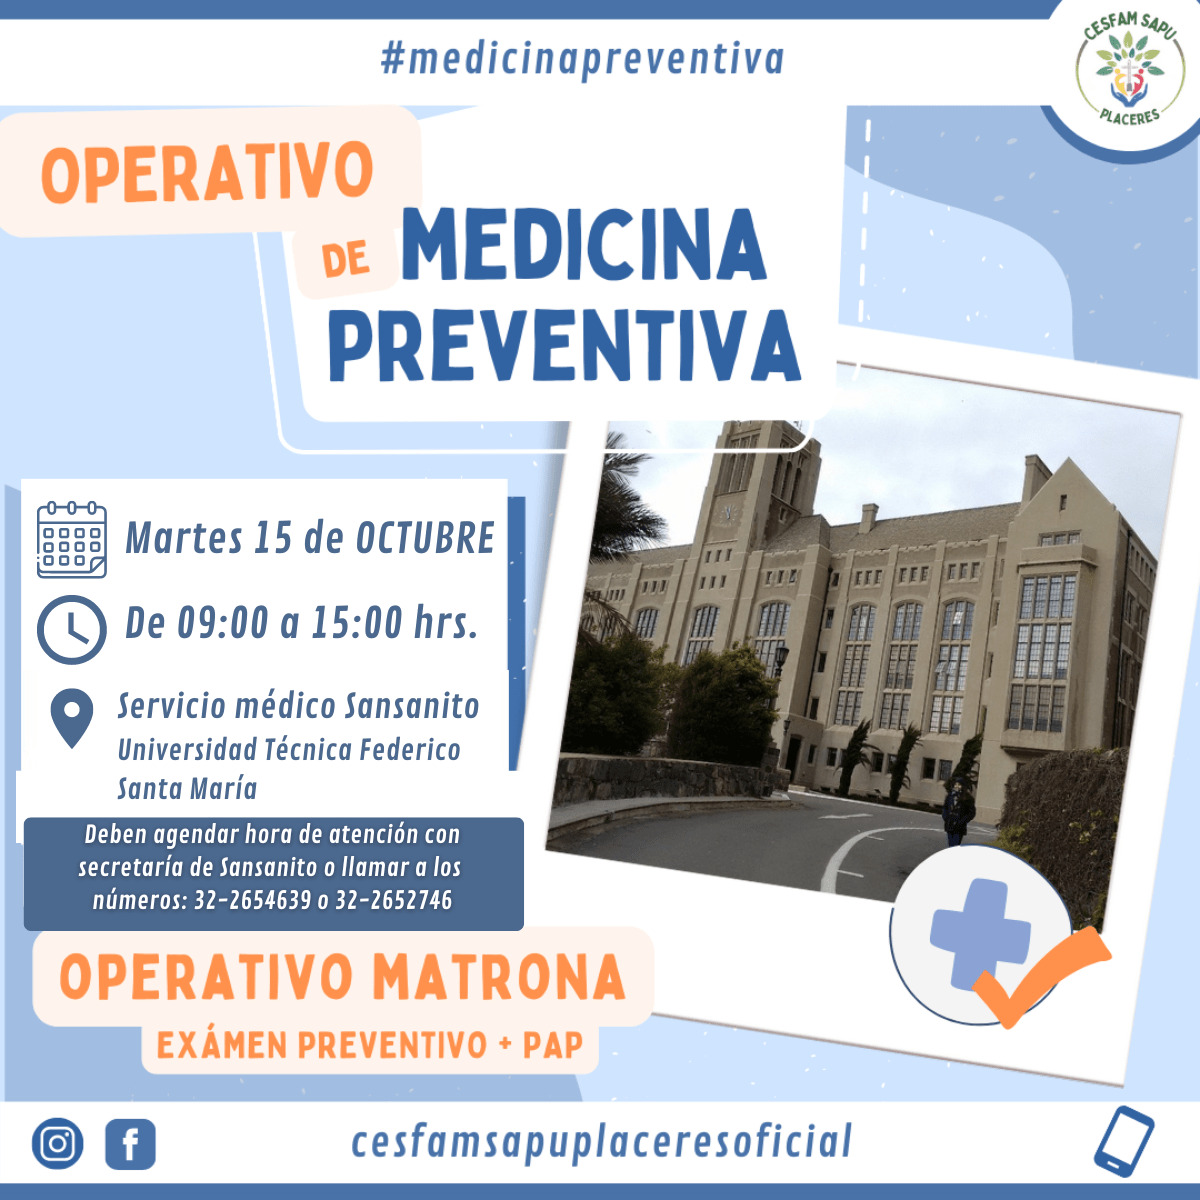 #medicinapreventiva
CESFAM SAPU
PLACERES
OPERATIVO
DE MEDICINA
PREVENTIVA
Martes 15 de OCTUBRE
De 09:00 a 15:00 hrs.
Servicio médico Sansanito
Universidad Técnica Federico
Santa María
Deben agendar hora de atención con
secretaría de Sansanito o llamar a los
números: 32-2654639 o 32-2652746
OPERATIVO MATRONA
EXÁMEN PREVENTIVO + PAP
cesfamsapuplaceresoficial